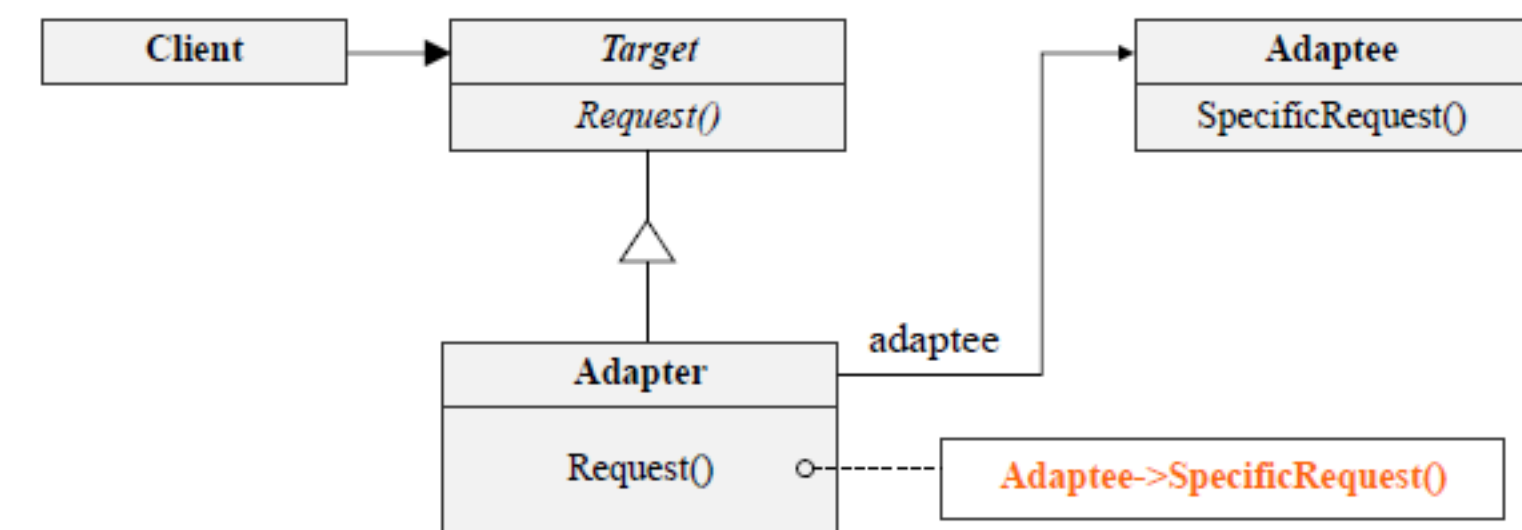 Client
Target
Request()
Adaptee
SpecificRequest()
adaptee
Adapter
Request()
Adaptee->SpecificRequest()